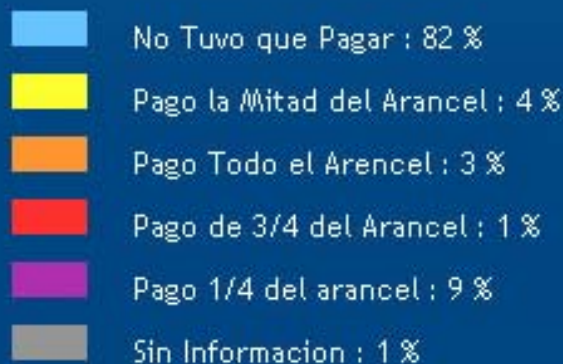 No Tuvo que Pagar : 82 %
Pago la Mitad del Arancel : 4 %
Pago Todo el Arencel : 3 %
Pago de 3/4 del Arancel : 1 %
Pago 1/4 del arancel : 9 %
Sin Informacion : 1 %